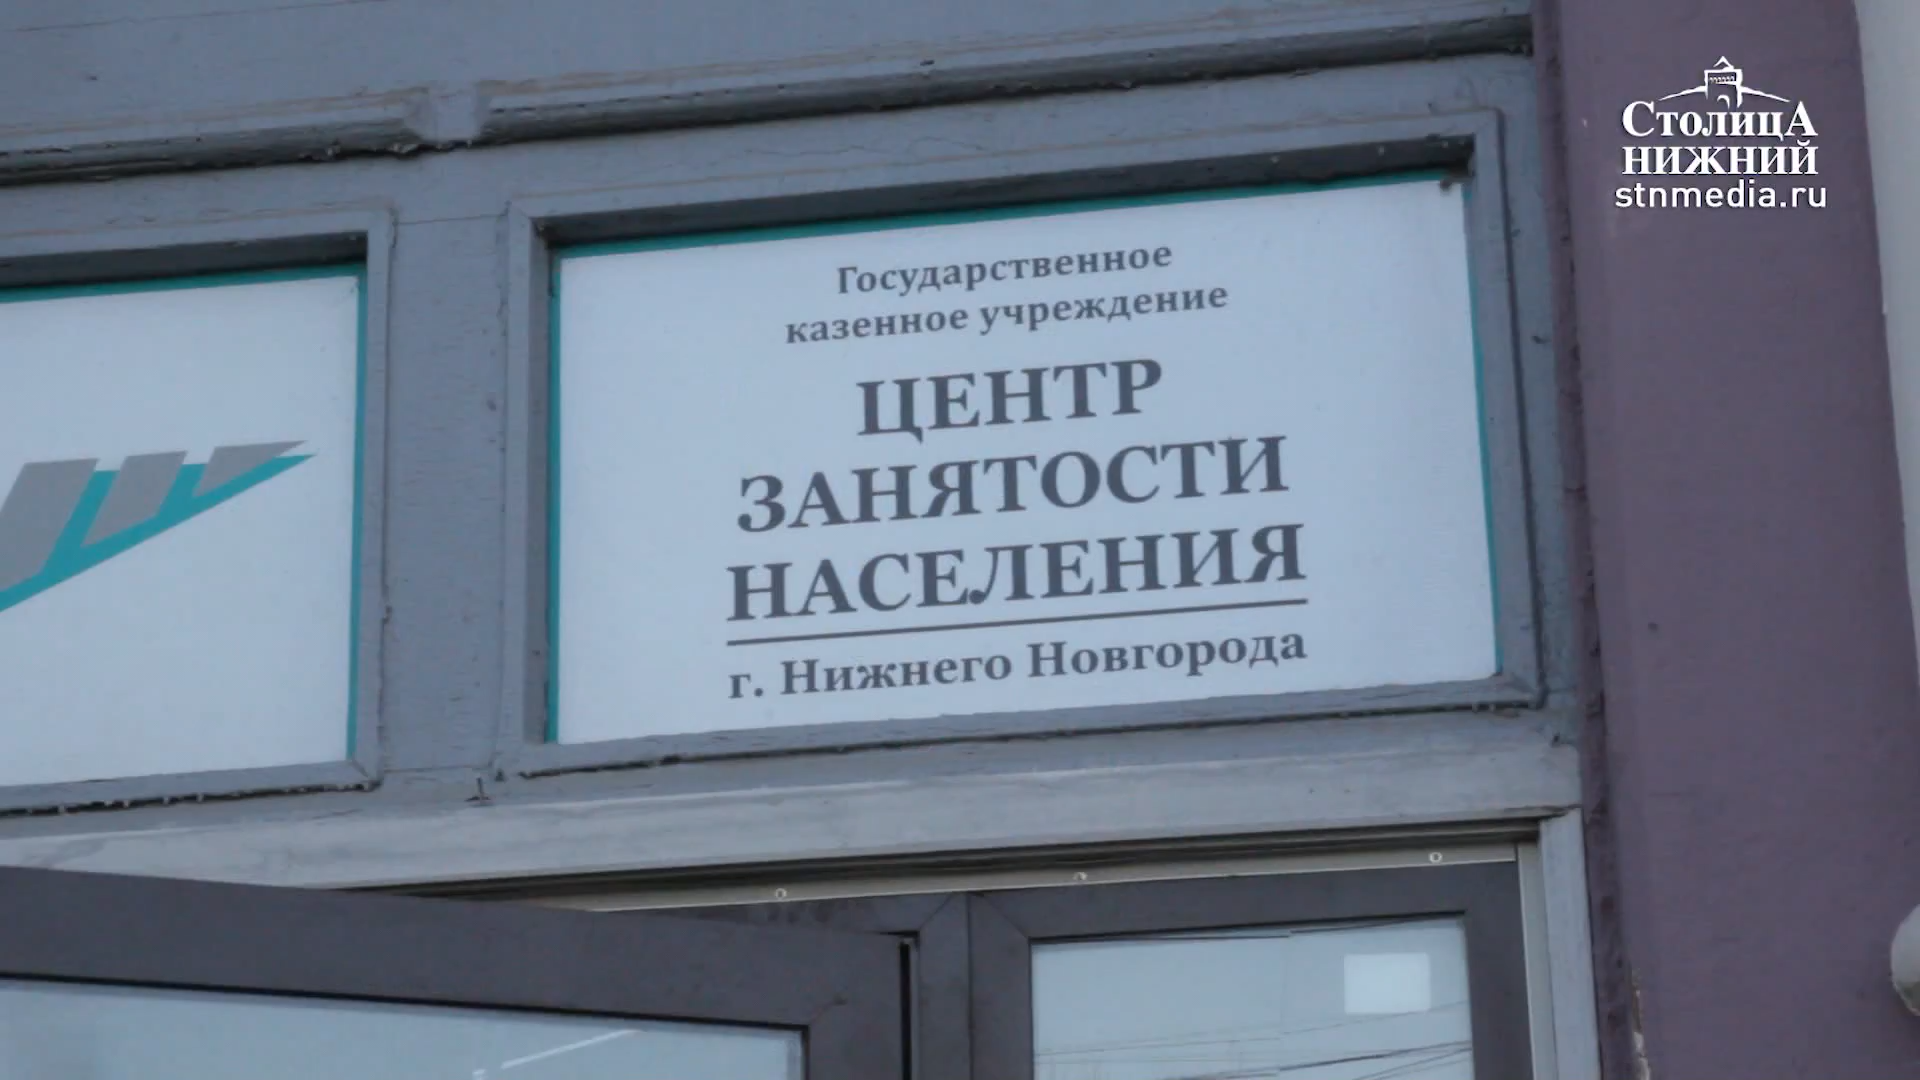 СтолицА
НИЖНИЙ
stnmedia.ru
Государственное
казенное учреждение
ЦЕНТР
ЗАНЯТОСТИ
НАСЕЛЕНИЯ
г. Нижнего Новгорода